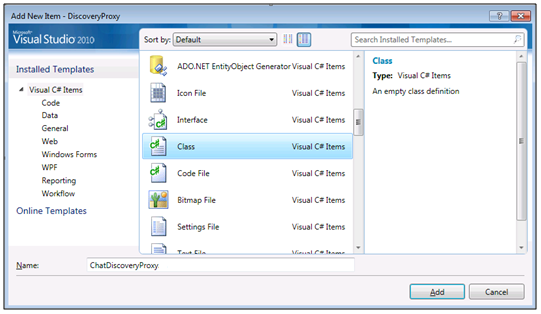 Add New Item - DiscoveryProxy
Microsoft
Visual Studio 2010
Sort by: Default
Search Installed Templates...
Installed Templates
Visual C# Items
Code
Data
General
Web
Windows Forms
WPF
Reporting
Workflow
Online Templates
ADO.NET EntityObject Generator Visual C# Items
Icon File Visual C# Items
Interface Visual C# Items
Class Visual C# Items
Code File Visual C# Items
Bitmap File Visual C# Items
Settings File Visual C# Items
Text File Visual C# Items
Class
Type: Visual C# Items
An empty class definition
Name: ChatDiscoveryProxy
Add Cancel